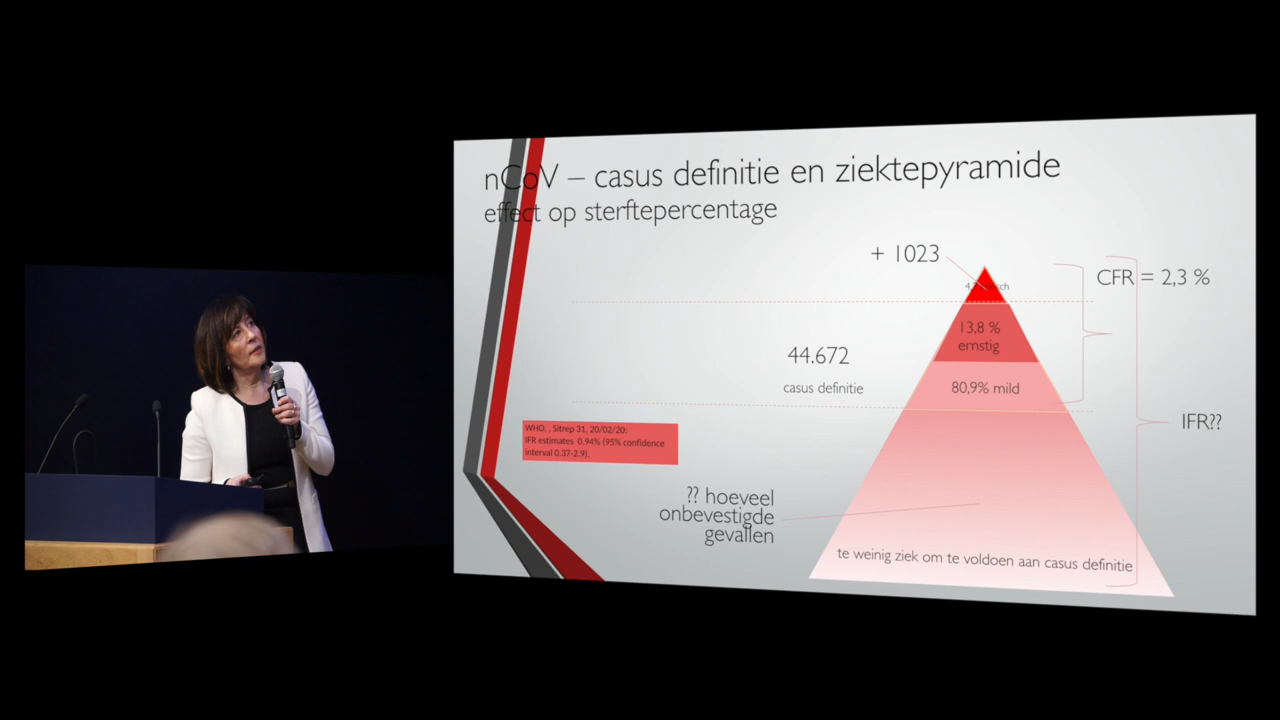 nCoV – casus definitie en ziektepyramide
effect op sterftepercentage
+ 1023
CFR = 2,3 %
13,8 %
ernstig
44.672
casus definitie
80,9% mild
WHO, , Sitrep 31, 20/02/20:
IFR estimates 0.94% (95% confidence
interval 0.37-2.9),
IFR??
?? hoeveel
onbevestigde
gevallen
te weinig ziek om te voldoen aan casus definitie